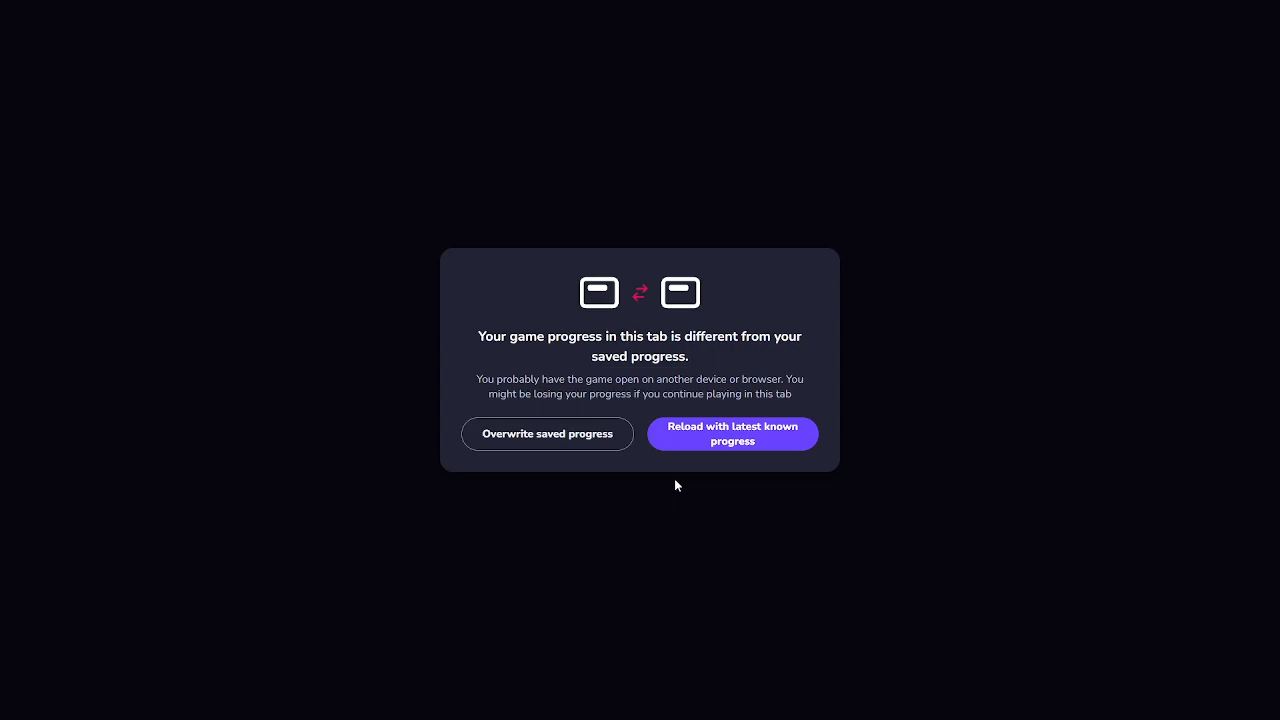 Your game progress in this tab is different from your
saved progress.
You probably have the game open on another device or browser. You
might be losing your progress if you continue playing in this tab
Overwrite saved progress
Reload with latest known
progress